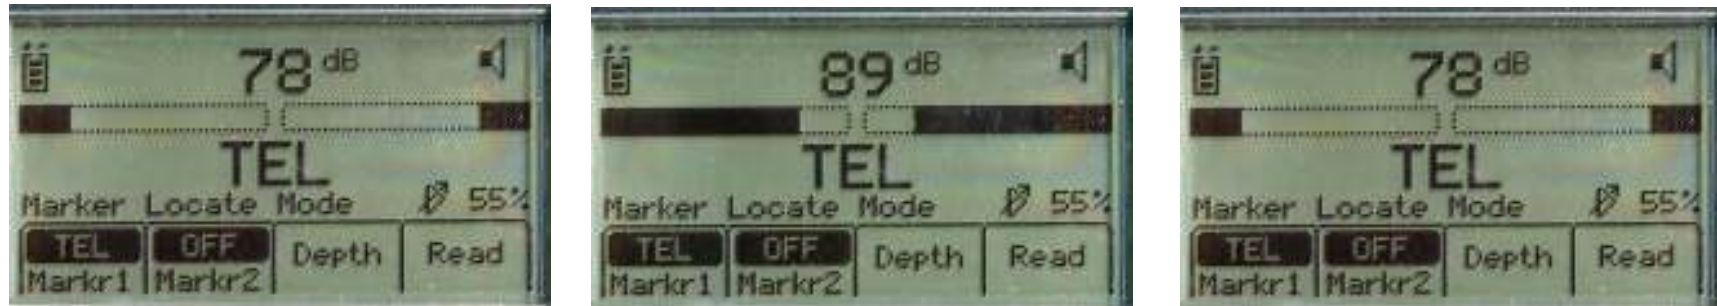 78 dB
TEL
Marker Locate Mode 55%
TEL OFF Depth Read
Markr1 Markr2
89 dB
TEL
Marker Locate Mode 55%
TEL OFF Depth Read
Markr1 Markr2
78 dB
TEL
Marker Locate Mode 55%
TEL OFF Depth Read
Markr1 Markr2